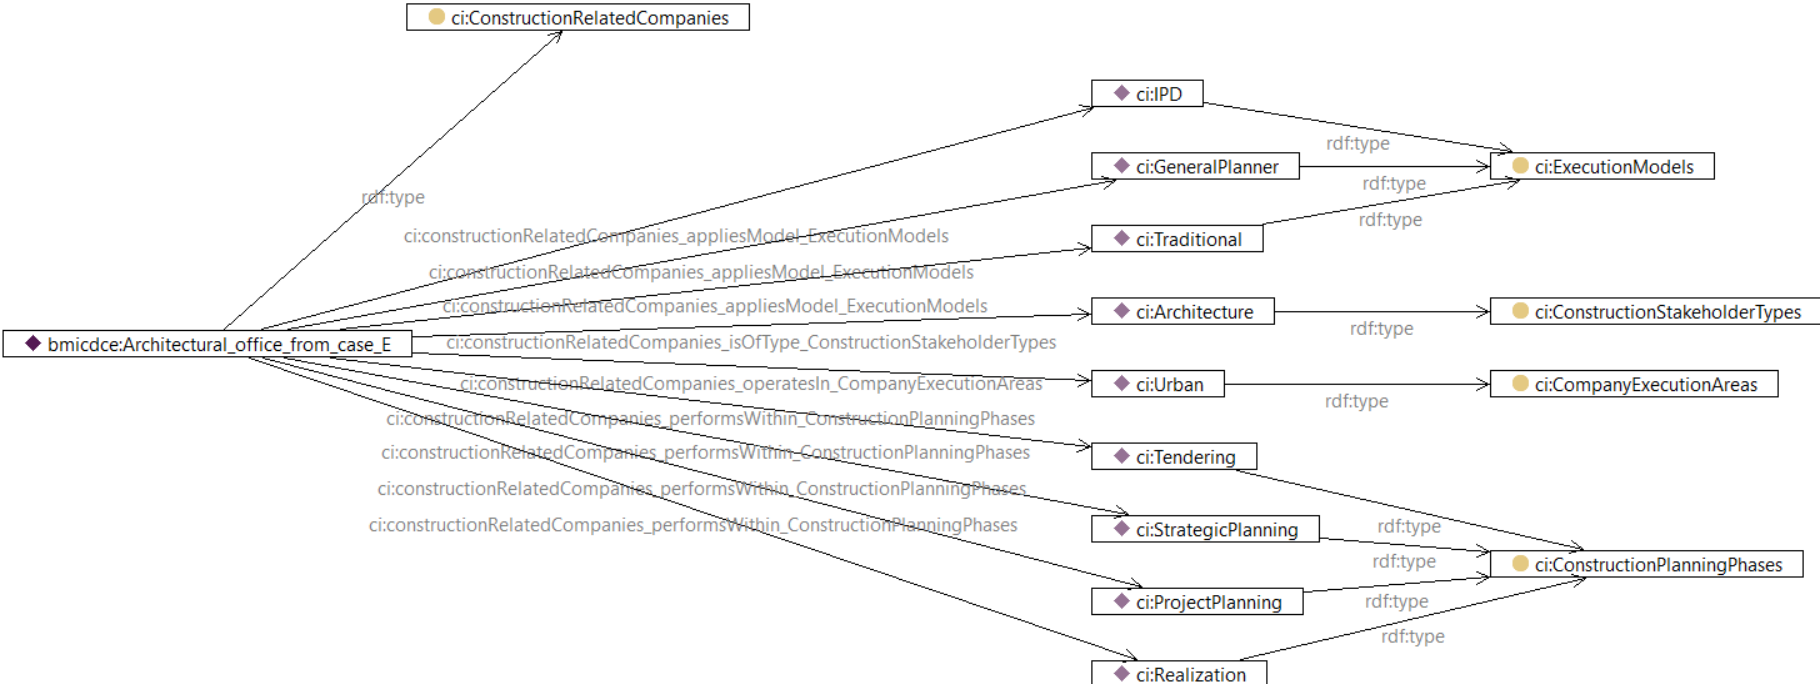 ci:ConstructionRelatedCompanies
ci:IPD
rdf:type
ci:GeneralPlanner
ci:ExecutionModels
rdf:type
rdf:type
rdf:type
ci:constructionRelatedCompanies_appliesModel_ExecutionModels
ci:Traditional
ci:constructionRelatedCompanies_appliesModel_ExecutionModels
ci:constructionRelatedCompanies_appliesModel_ExecutionModels
ci:Architecture
ci:ConstructionStakeholderTypes
rdf:type
bmicdce:Architectural_office_from_case_E
ci:constructionRelatedCompanies_isOfType_ConstructionStakeholderTypes
ci:constructionRelatedCompanies_operatesIn_CompanyExecutionAreas
ci:Urban
ci:CompanyExecutionAreas
rdf:type
ci:constructionRelatedCompanies_performsWithin_ConstructionPlanningPhases
ci:constructionRelatedCompanies_performsWithin_ConstructionPlanningPhases
ci:Tendering
ci:constructionRelatedCompanies_performsWithin_ConstructionPlanningPhases
ci:constructionRelatedCompanies_performsWithin_ConstructionPlanningPhases
ci:StrategicPlanning
rdf:type
rdf:type
ci:ConstructionPlanningPhases
ci:ProjectPlanning
rdf:type
rdf:type
ci:Realization